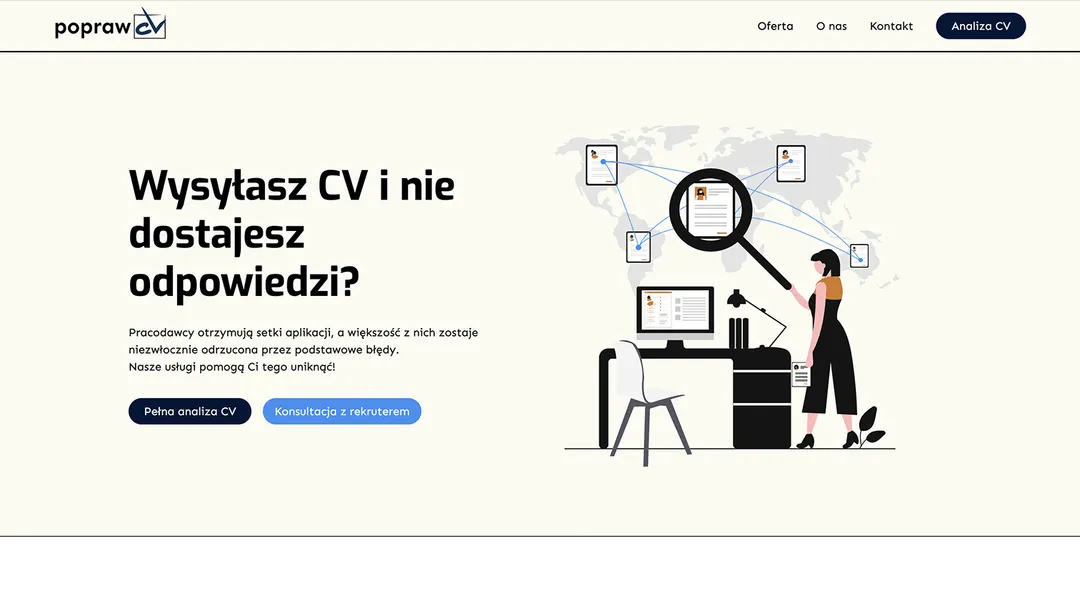 popraw CV
Oferta
O nas
Kontakt
Analiza CV
Wysyłasz CV i nie
dostajesz
odpowiedzi?
Pracodawcy otrzymują setki aplikacji, a większość z nich zostaje
niezwłocznie odrzucona przez podstawowe błędy.
Nasze usługi pomogą Ci tego uniknąć!
Pełna analiza CV
Konsultacja z rekruterem